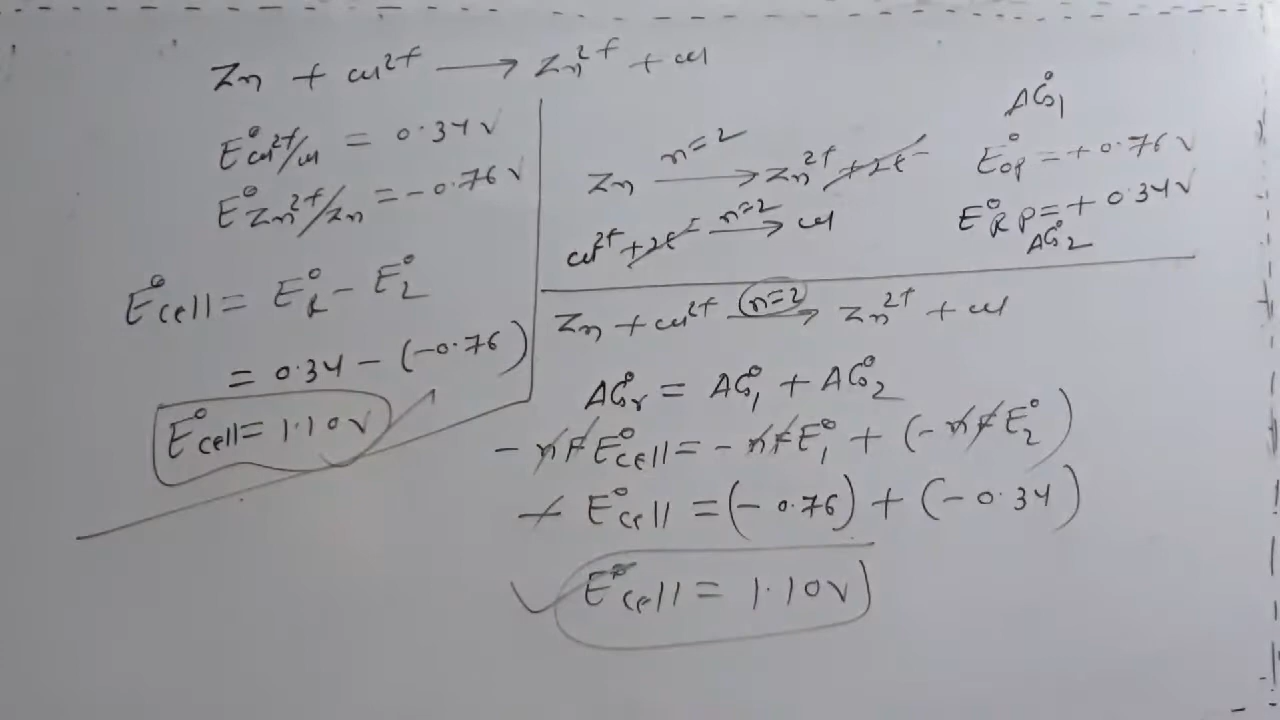 Zn + Cu²⁺ ⟶ Zn²⁺ + Cu
E°Cu²⁺/Cu = 0.34 V
E°Zn²⁺/Zn = -0.76 V
E°cell = E°R - E°L
= 0.34 - (-0.76)
E°cell = 1.10 V
ΔG°1
Zn ⟶ Zn²⁺ + 2e⁻ n=2 E°OP = +0.76 V
Cu²⁺ + 2e⁻ ⟶ Cu n=2 E°RP = +0.34 V
ΔG°2
Zn + Cu²⁺ ⟶ Zn²⁺ + Cu n=2
ΔG°r = ΔG°1 + ΔG°2
- nFE°cell = - nFE°1 + (- nFE°2)
- E°cell = (- 0.76) + (- 0.34)
E°cell = 1.10 V